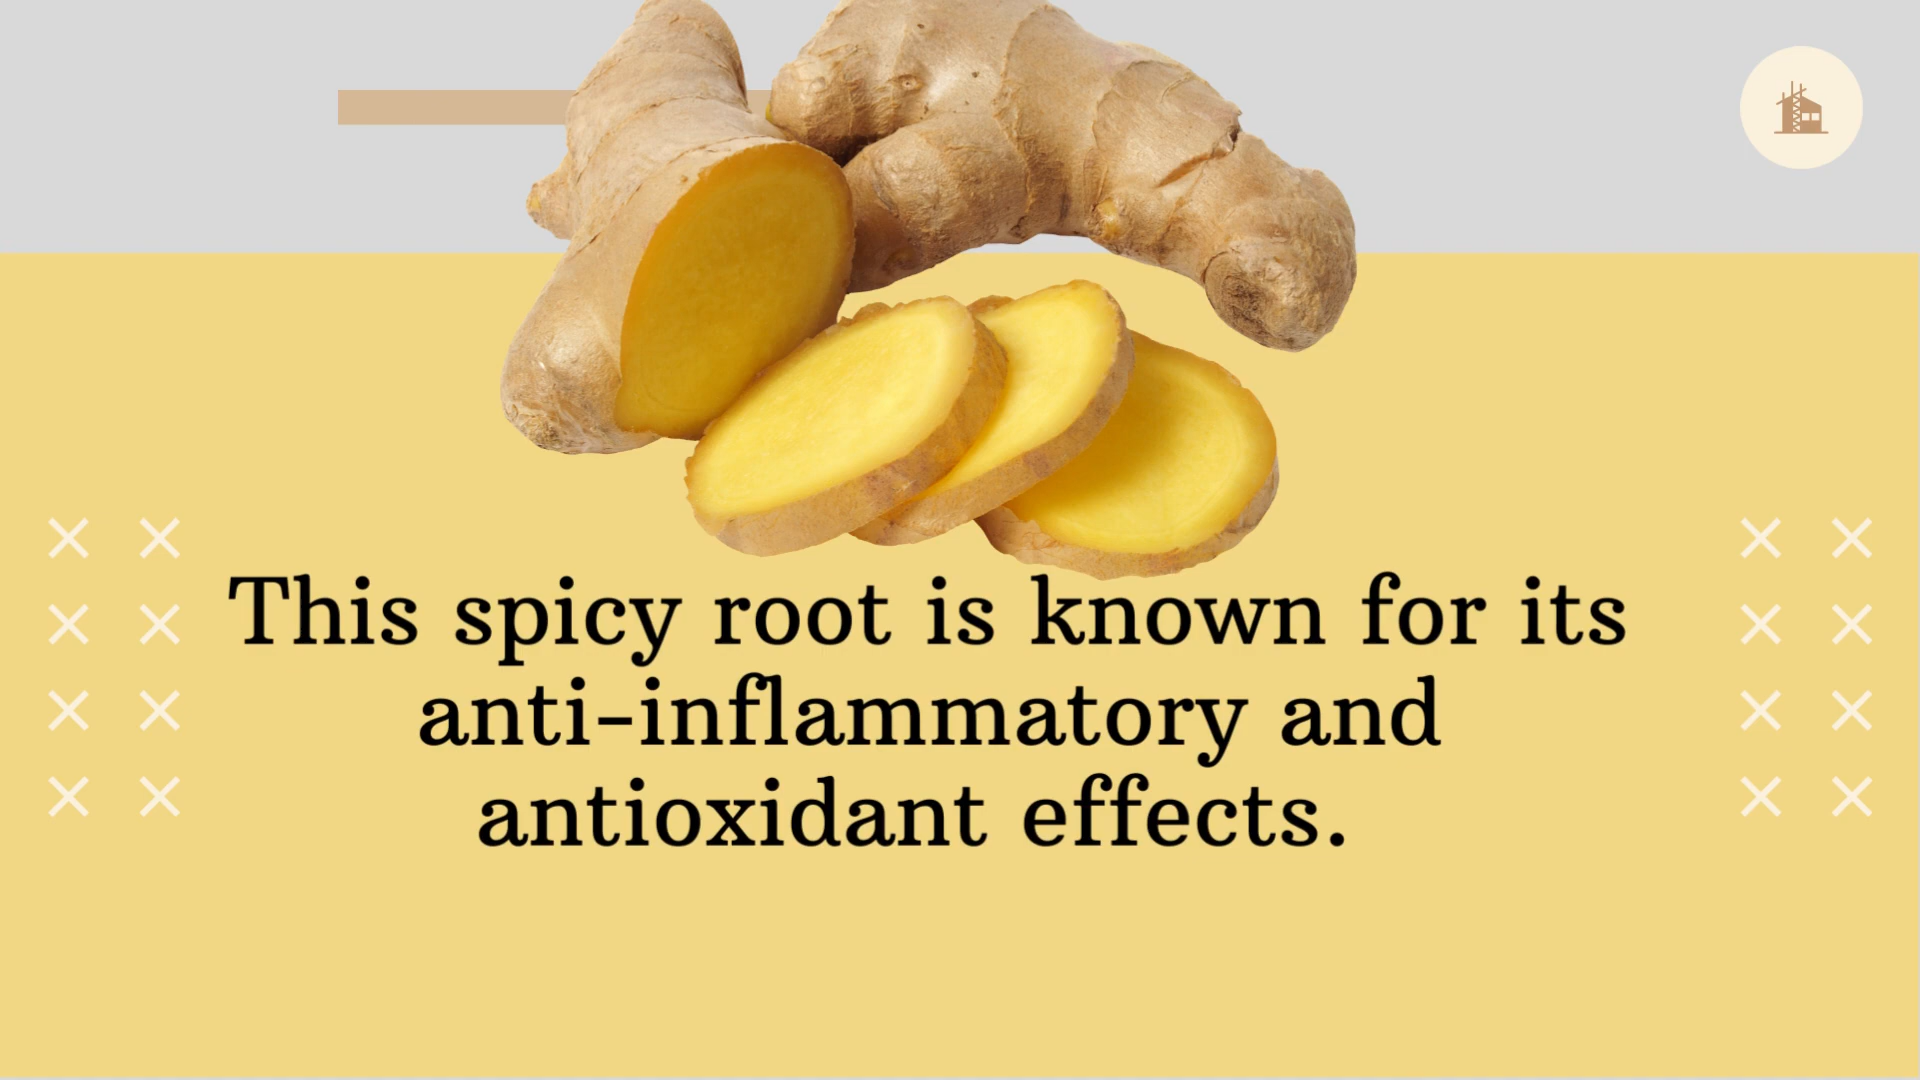 This spicy root is known for its
anti-inflammatory and
antioxidant effects.